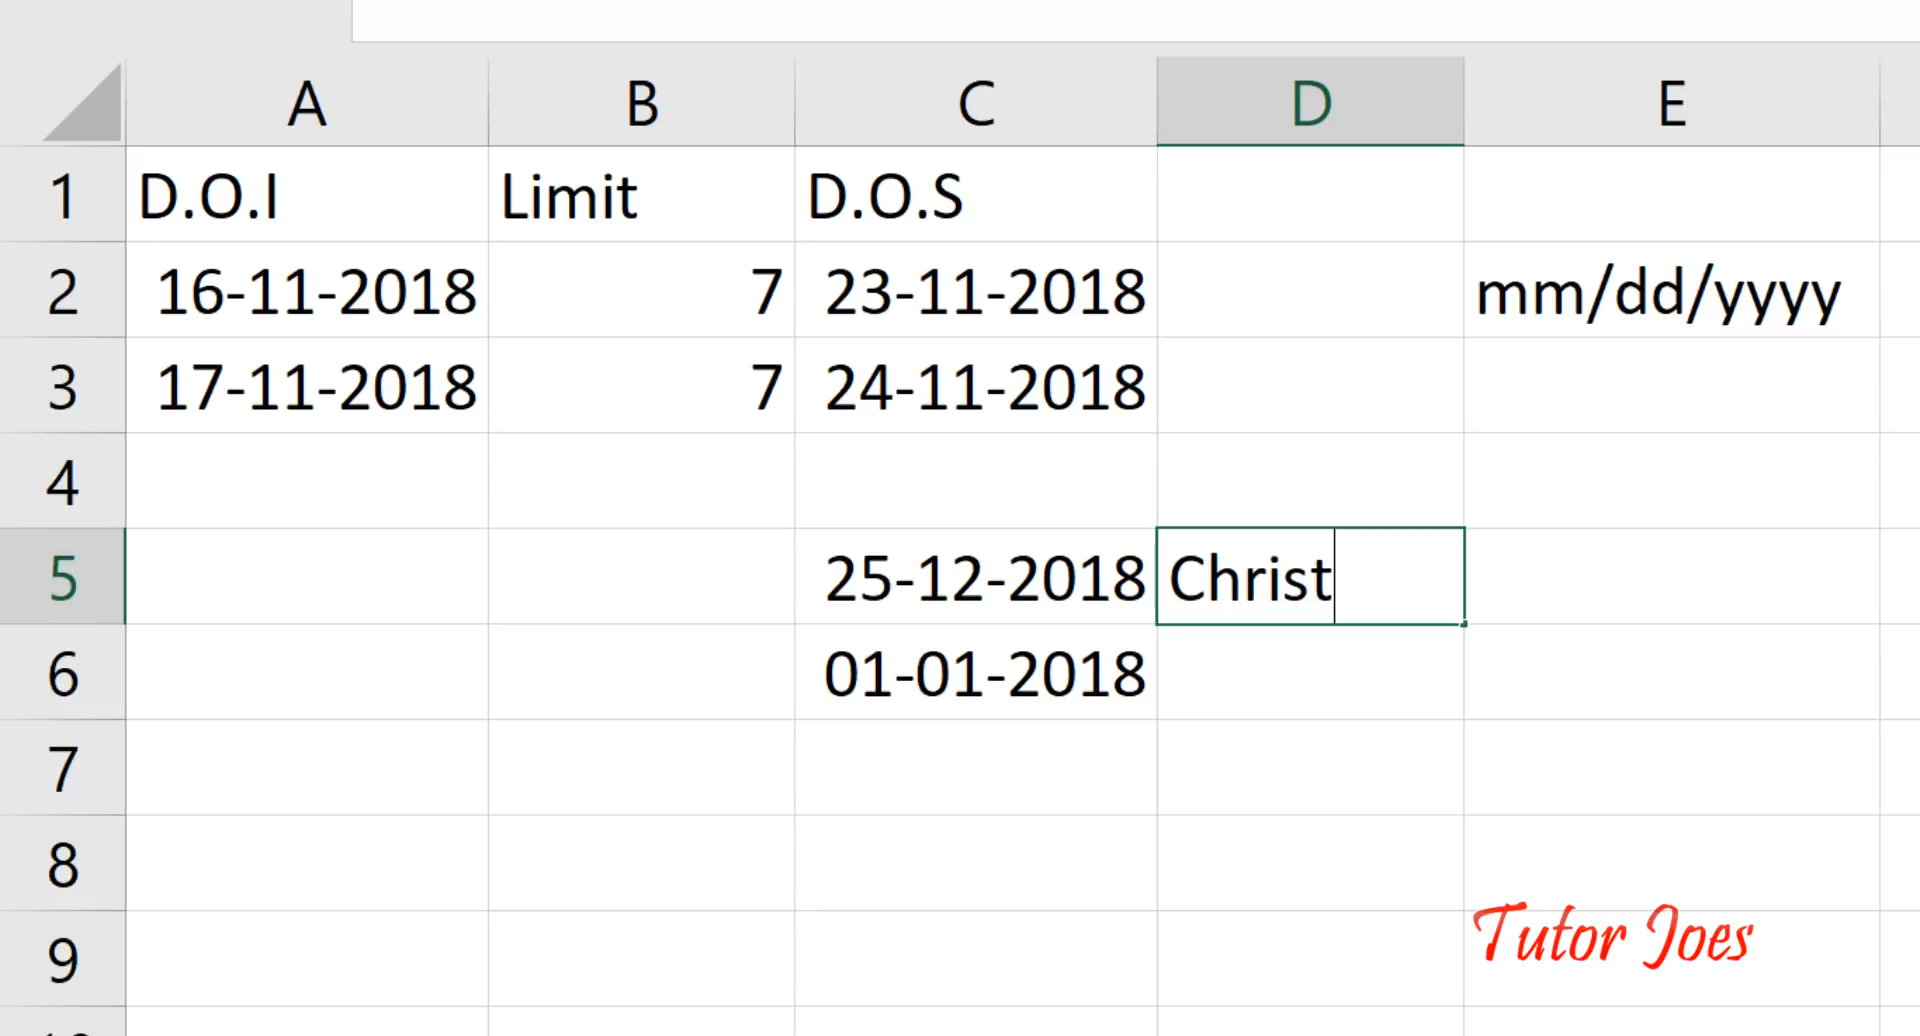 A B C D E
1 D.O.I Limit D.O.S
2 16-11-2018 7 23-11-2018 mm/dd/yyyy
3 17-11-2018 7 24-11-2018
4
5 25-12-2018 Christ
6 01-01-2018
7
8
9
Tutor Joes